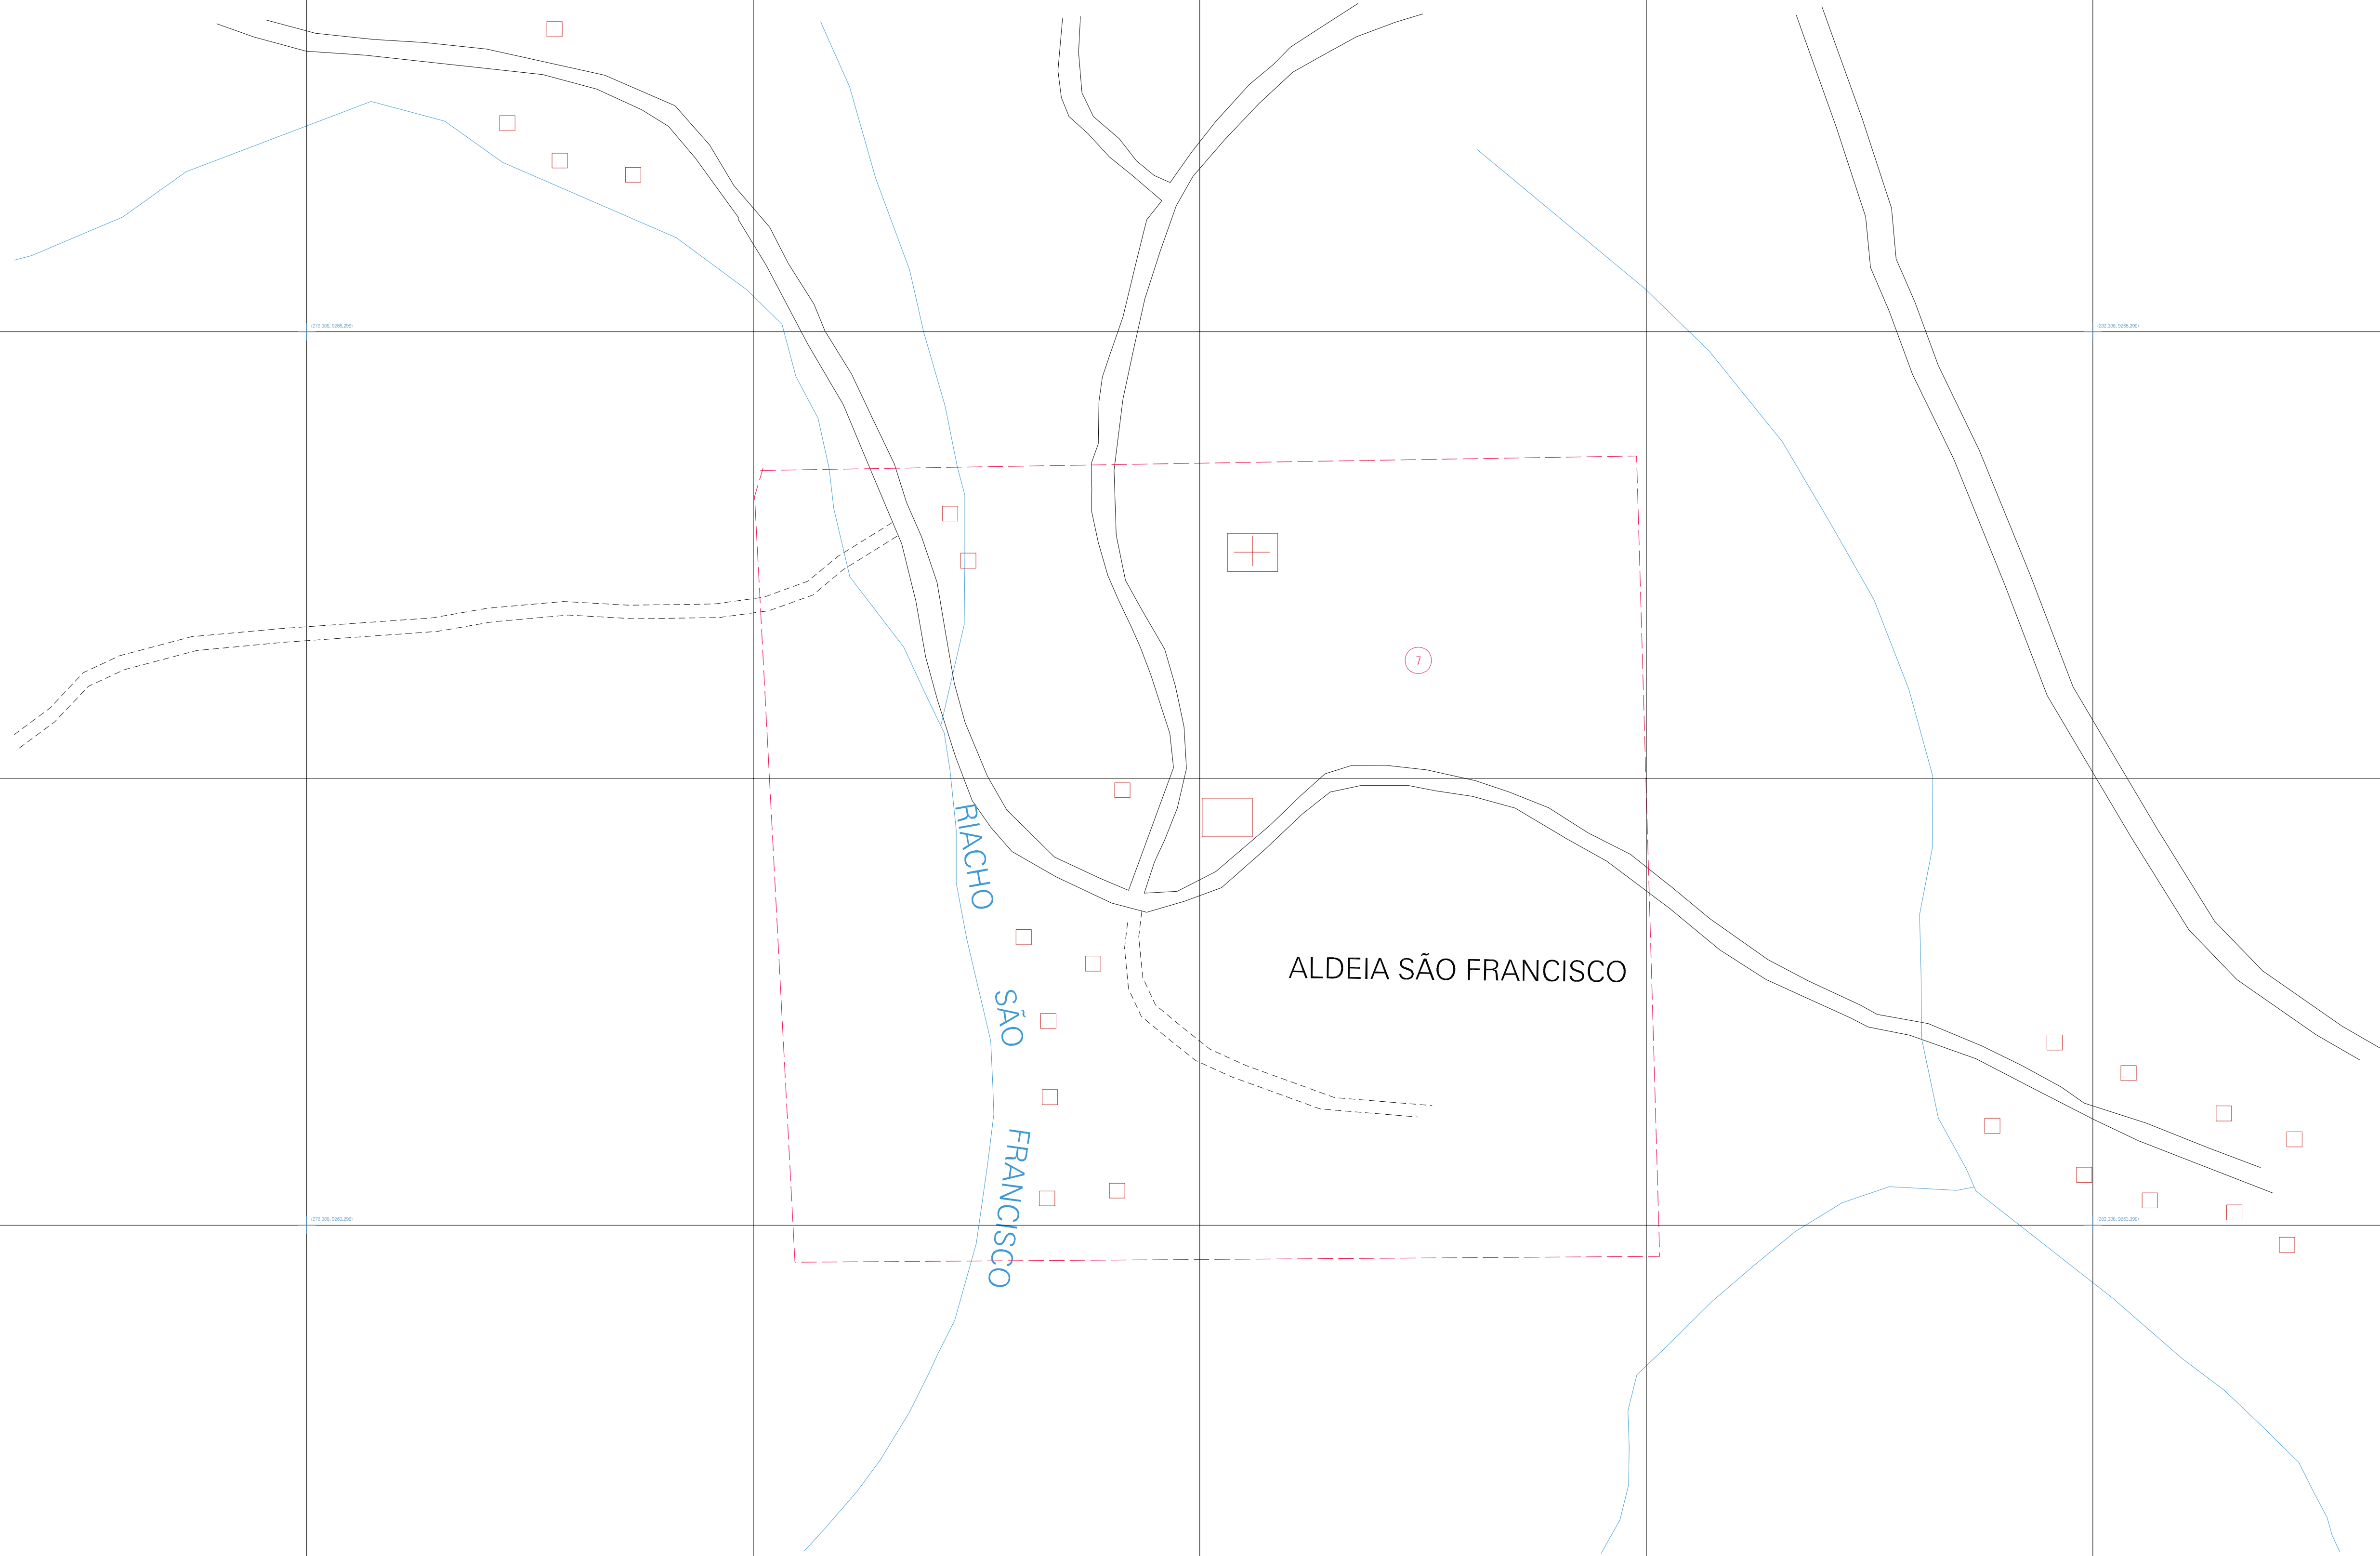 7
RIACHO
SÃO
FRANCISCO
ALDEIA SÃO FRANCISCO